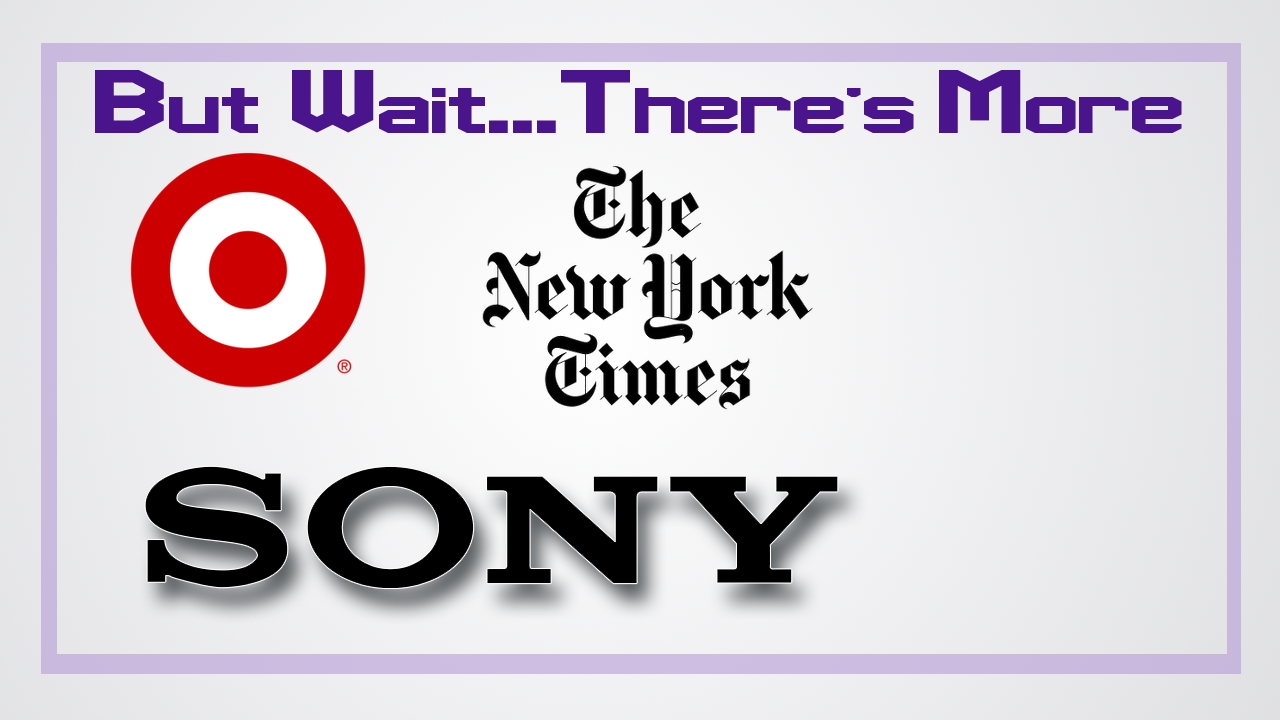 But Wait...There's More
®
The
New York
Times
SONY